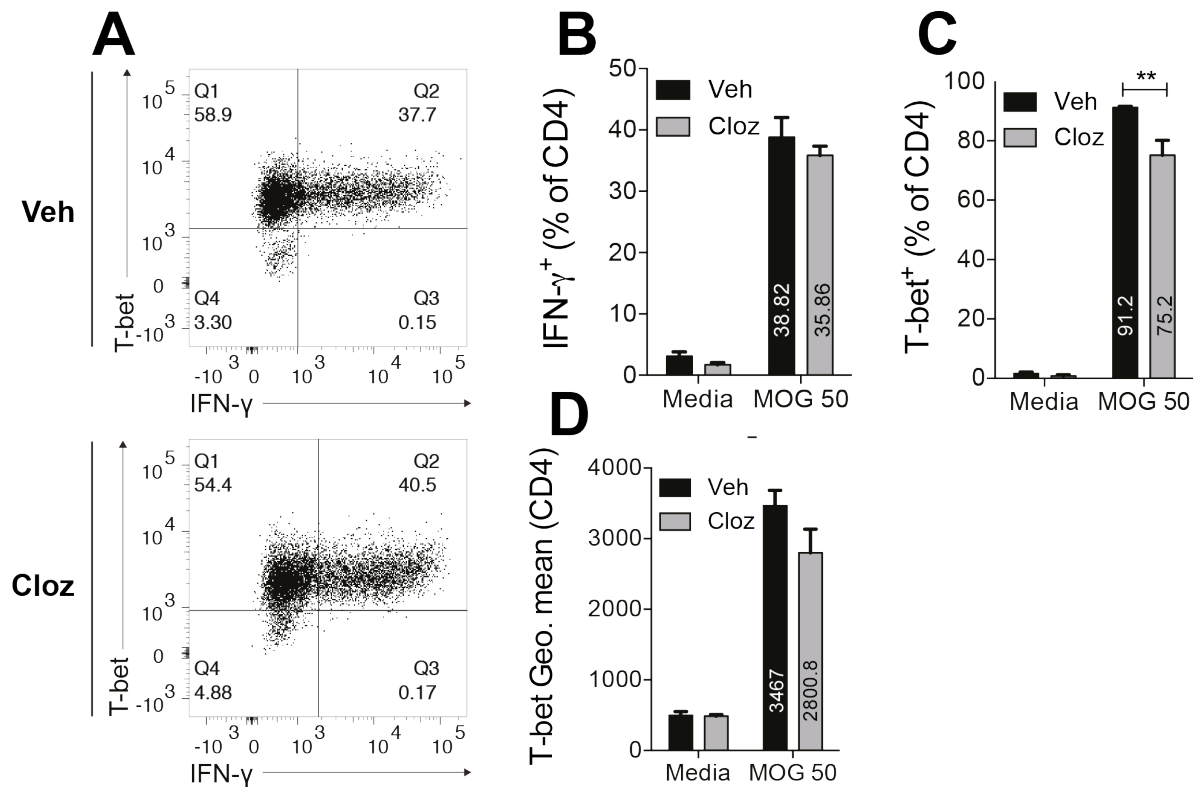 A
Veh
T-bet
10 5
10 4
10 3
0
-10 3
Q1
58.9
Q2
37.7
Q4
3.30
Q3
0.15
-10 3 0 10 3 10 4 10 5
IFN-γ
Cloz
T-bet
10 5
10 4
10 3
0
-10 3
Q1
54.4
Q2
40.5
Q4
4.88
Q3
0.17
-10 3 0 10 3 10 4 10 5
IFN-γ
B
IFN-γ+ (% of CD4)
50
40
30
20
10
0
Veh
Cloz
38.82
35.86
Media MOG 50
C
T-bet+ (% of CD4)
100
80
60
40
20
0
Veh
Cloz
**
91.2
75.2
Media MOG 50
D
T-bet Geo. mean (CD4)
4000
3000
2000
1000
0
Veh
Cloz
3467
2800.8
Media MOG 50